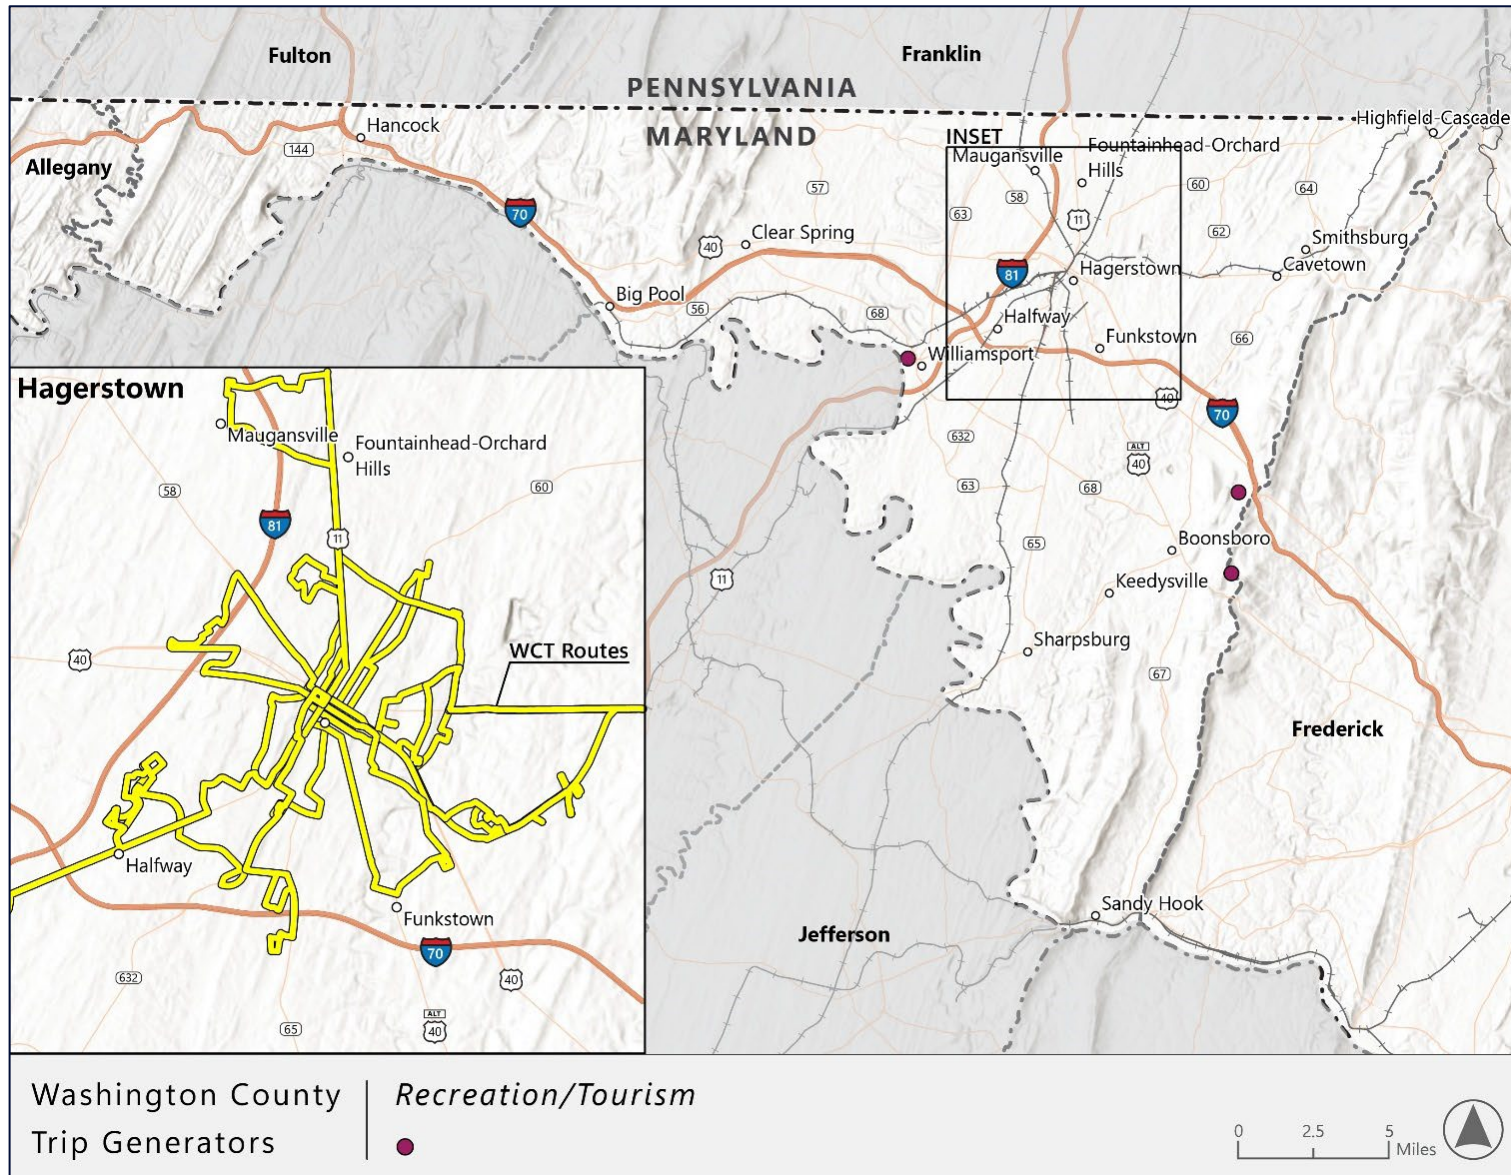 Fulton
Franklin
PENNSYLVANIA
MARYLAND
Hancock
144
Allegany
70
INSET
Maugansville
Fountainhead-Orchard
Hills
Highfield-Cascade
57
58
63
11
60
64
62
Smithsburg
Cavetown
40
Clear Spring
81
Hagerstown
Big Pool
56
68
Halfway
Funkstown
66
Williamsport
40
70
632
ALT
40
63
68
65
Boonsboro
11
Keedysville
Sharpsburg
67
Frederick
Sandy Hook
Jefferson
Hagerstown
Maugansville
Fountainhead-Orchard
Hills
58
60
81
11
40
WCT Routes
Halfway
Funkstown
70
632
40
65
ALT
40
Washington County
Trip Generators
Recreation/Tourism
0 2.5 5
Miles